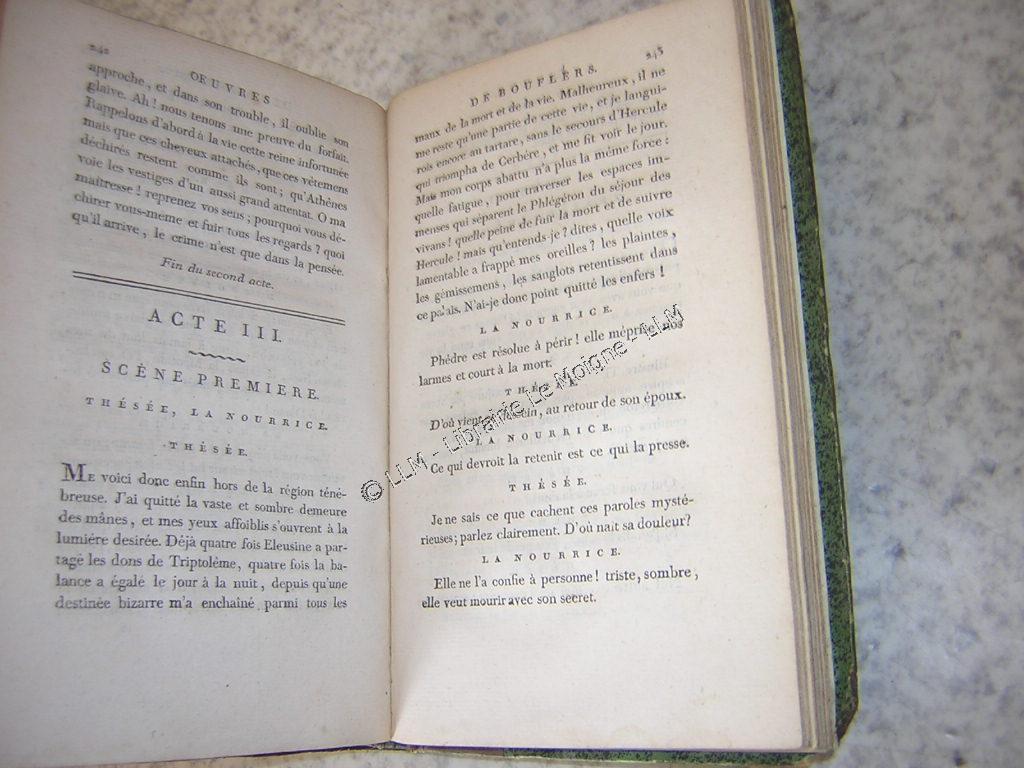 242
OEUVRES
approche, et dans son trouble, il oublie son
glaive. Ah! nous tenons une preuve du forfait.
Rappelons d'abord à la vie cette reine infortunée
mais que ces cheveux attachés, que ces vêtemens
déchirés restent comme ils sont; qu'Athênes
voie les vestiges d'un aussi grand attentat. O ma
maîtresse! reprenez vos sens; pourquoi vous dé-
chirer vous-meme et fuir tous les regards? quoi
qu'il arrive, le crime n'est que dans la pensée.
Fin du second acte.
ACTE III.
SCÈNE PREMIERE.
THÉSÉE, LA NOURRICE.
THÉSÉE.
ME voici donc enfin hors de la région téné-
breuse. J'ai quitté la vaste et sombre demeure
des mânes, et mes yeux affoiblis s'ouvrent à la
lumière desirée. Déjà quatre fois Eleusine a par-
tagé les dons de Triptolème, quatre fois la ba-
lance a égalé le jour à la nuit, depuis qu'une
destinée bizarre m'a enchaîné parmi tous les
243
DE BOUFLERS.
maux de la mort et de la vie. Malheureux, il ne
me reste qu'une partie de cette vie, et je langui-
rois encore au tartare, sans le secours d'Hercule
qui triompha de Cerbère, et me fit voir le jour.
Mais mon corps abattu n'a plus la même force:
quelle fatigue, pour traverser les espaces im-
menses qui séparent le Phlégéton du séjour des
vivans! quelle peine de fuir la mort et de suivre
Hercule! mais qu'entends-je? dites, quelle voix
lamentable a frappé mes oreilles? les plaintes,
les gémissemens, les sanglots retentissent dans
ce palais. N'ai-je donc point quitté les enfers!
LA NOURRICE.
Phédre est résolue à périr! elle méprise nos
larmes et court à la mort.
THÉSÉE.
D'où vient ce dessein, au retour de son époux.
LA NOURRICE.
Ce qui devroit la retenir est ce qui la presse.
THÉSÉE.
Je ne sais ce que cachent ces paroles mysté-
rieuses; parlez clairement. D'où nait sa douleur?
LA NOURRICE.
Elle ne l'a confie à personne! triste, sombre,
elle veut mourir avec son secret.
© LLM - Librairie Le Moigne - LLM